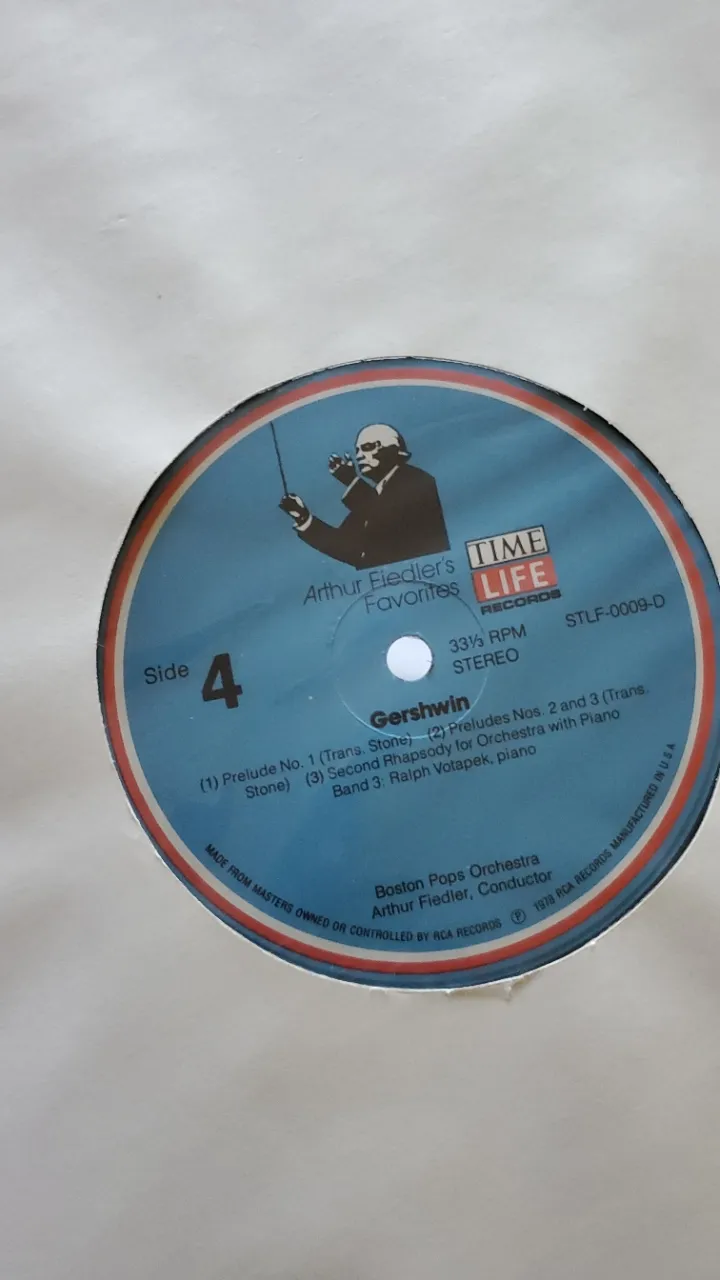 Arthur Fiedler's
Favorites
TIME
LIFE
RECORDS
Side 4
33⅓ RPM
STEREO
STLF-0009-D
Gershwin
(1) Prelude No. 1 (Trans. Stone) (2) Preludes Nos. 2 and 3 (Trans.
Stone) (3) Second Rhapsody for Orchestra with Piano
Band 3: Ralph Votapek, piano
Boston Pops Orchestra
Arthur Fiedler, Conductor
MADE FROM MASTERS OWNED OR CONTROLLED BY RCA RECORDS ℗ 1978 RCA RECORDS MANUFACTURED IN U.S.A